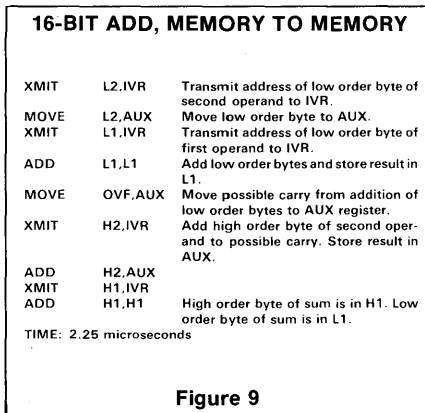 16-BIT ADD, MEMORY TO MEMORY
XMIT L2,IVR Transmit address of low order byte of
second operand to IVR.
MOVE L2,AUX Move low order byte to AUX.
XMIT L1,IVR Transmit address of low order byte of
first operand to IVR.
ADD L1,L1 Add low order bytes and store result in
L1.
MOVE OVF,AUX Move possible carry from addition of
low order bytes to AUX register.
XMIT H2,IVR Add high order byte of second oper-
and to possible carry. Store result in
AUX.
ADD H2,AUX
XMIT H1,IVR
ADD H1,H1 High order byte of sum is in H1. Low
order byte of sum is in L1.
TIME: 2.25 microseconds
Figure 9